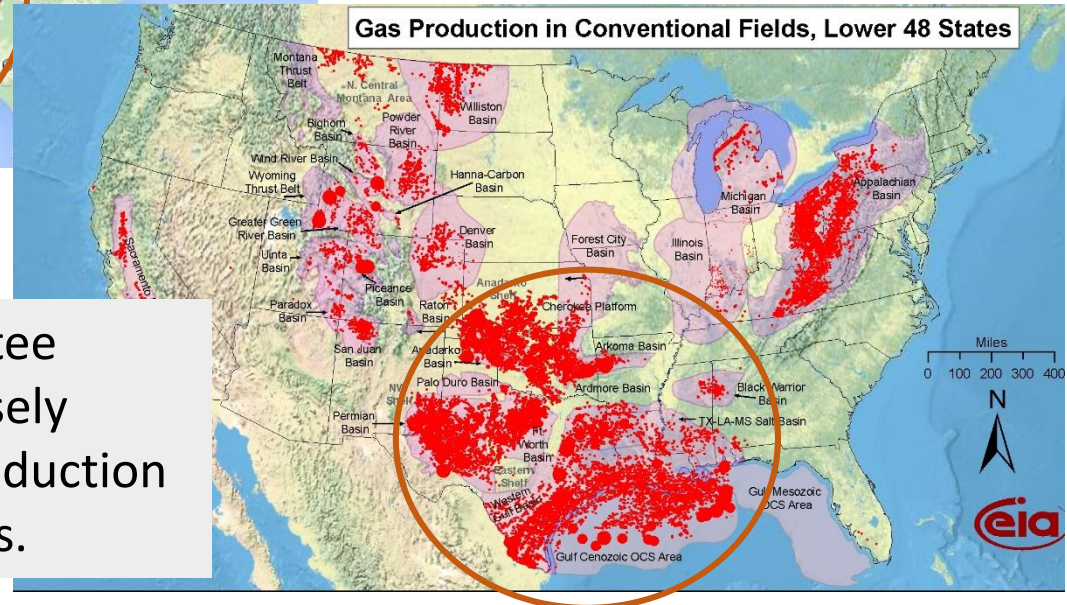 Gas Production in Conventional Fields, Lower 48 States
Montana
Thrust
Belt
N. Central
Montana Area
Williston
Basin
Bighorn
Basin
Powder
River
Basin
Wind River Basin
Wyoming
Thrust Belt
Hanna-Carbon
Basin
Greater Green
River Basin
Denver
Basin
Uinta
Basin
Piceance
Basin
Paradox
Basin
San Juan
Basin
Raton
Basin
Sacramento
Forest City
Basin
Illinois
Basin
Michigan
Basin
Appalachian
Basin
Anadarko
Shelf
Cherokee Platform
Anadarko
Basin
Arkoma Basin
Palo Duro Basin
Ardmore Basin
NW
Shelf
Black Warrior
Basin
Permian
Basin
TX-LA-MS Salt Basin
Ft.
Worth
Basin
Eastern
Shelf
Western
Gulf Basin
Gulf Mesozoic
OCS Area
Gulf Cenozoic OCS Area
Miles
0 100 200 300 400
N
eia
tee
sely
duction
s.